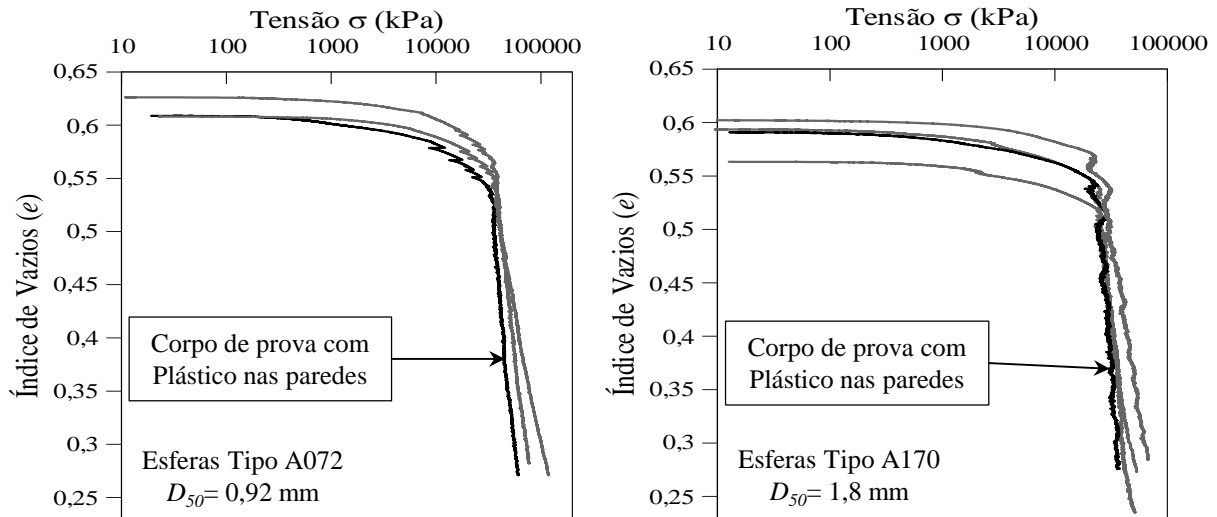 Tensão σ (kPa)
10 100 1000 10000 100000
0,65
0,6
0,55
0,5
0,45
0,4
0,35
0,3
0,25
Índice de Vazios (e)
Corpo de prova com
Plástico nas paredes
Esferas Tipo A072
D50= 0,92 mm
Tensão σ (kPa)
10 100 1000 10000 100000
0,65
0,6
0,55
0,5
0,45
0,4
0,35
0,3
0,25
Índice de Vazios (e)
Corpo de prova com
Plástico nas paredes
Esferas Tipo A170
D50= 1,8 mm